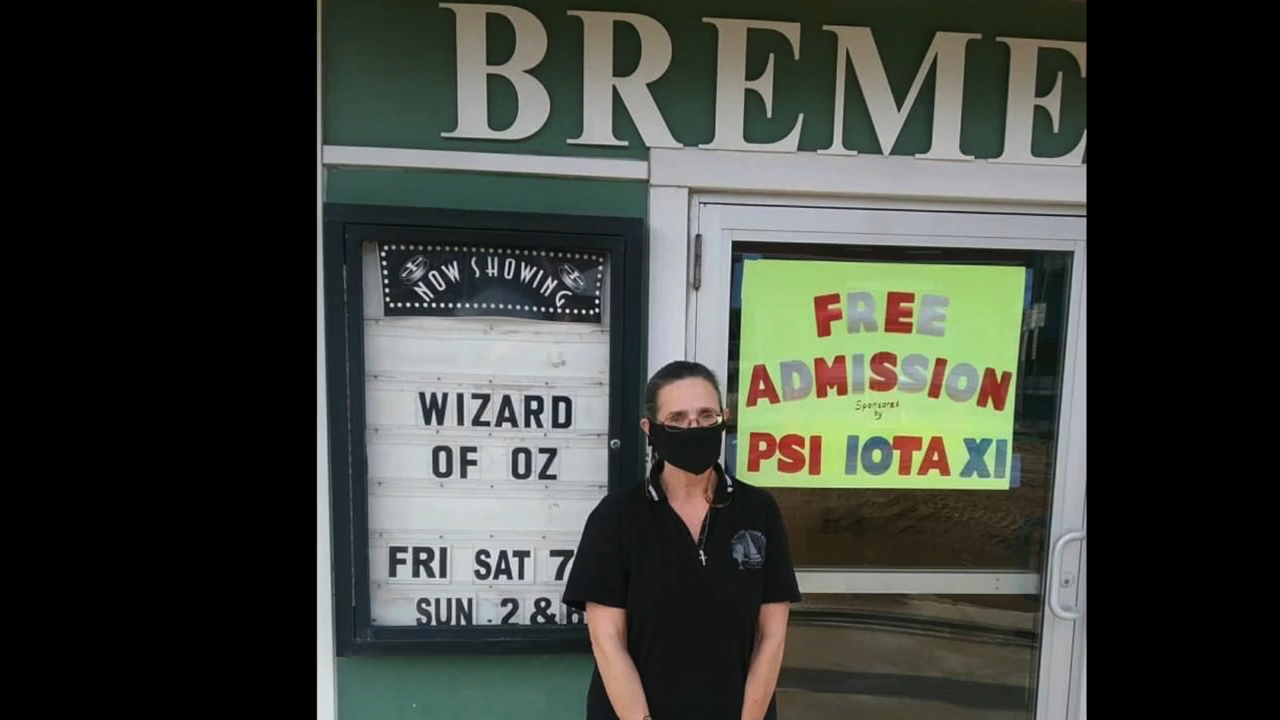 BREME
NOW SHOWING
WIZARD
OF OZ
FRI SAT 7
SUN 2 &
FREE
ADMISSION
Sponsored
by
PSI IOTA XI